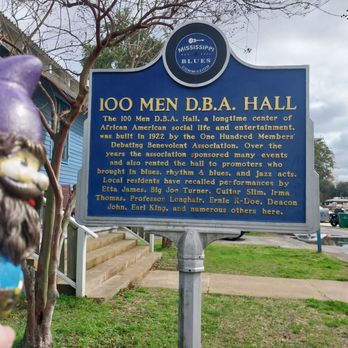 MISSISSIPPI
BLUES
COMMISSION
100 MEN D.B.A. HALL
The 100 Men D.B.A. Hall, a longtime center of
African American social life and entertainment,
was built in 1922 by the One Hundred Members'
Debating Benevolent Association. Over the
years the association sponsored many events
and also rented the hall to promoters who
brought in blues, rhythm & blues, and jazz acts.
Local residents have recalled performances by
Etta James, Big Joe Turner, Guitar Slim, Irma
Thomas, Professor Longhair, Ernie K-Doe, Deacon
John, Earl King, and numerous others here.